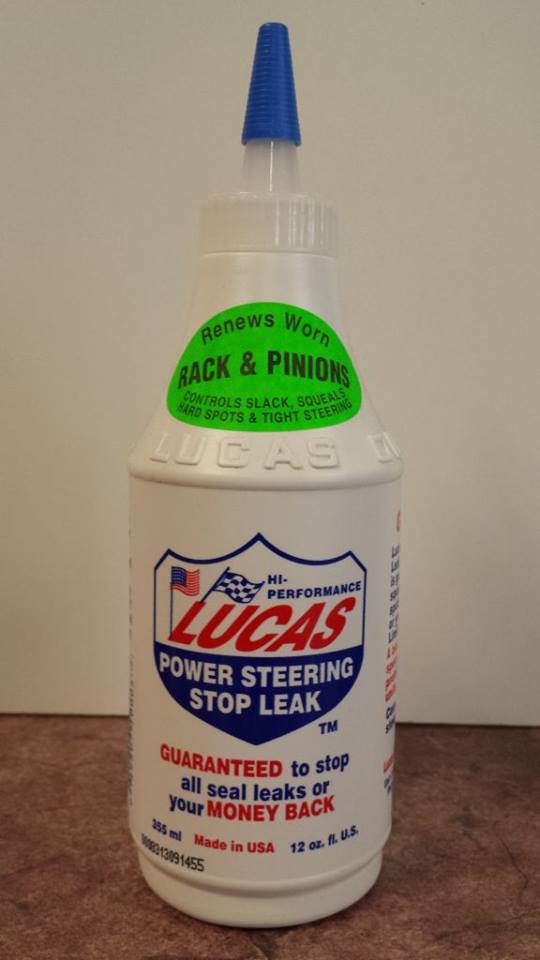 Renews Worn
RACK & PINIONS
CONTROLS SLACK, SQUEALS
HARD SPOTS & TIGHT STEERING
LUCAS
HI-
PERFORMANCE
LUCAS
POWER STEERING
STOP LEAK
TM
GUARANTEED to stop
all seal leaks or
your MONEY BACK
355 ml Made in USA 12 oz. fl. U.S.